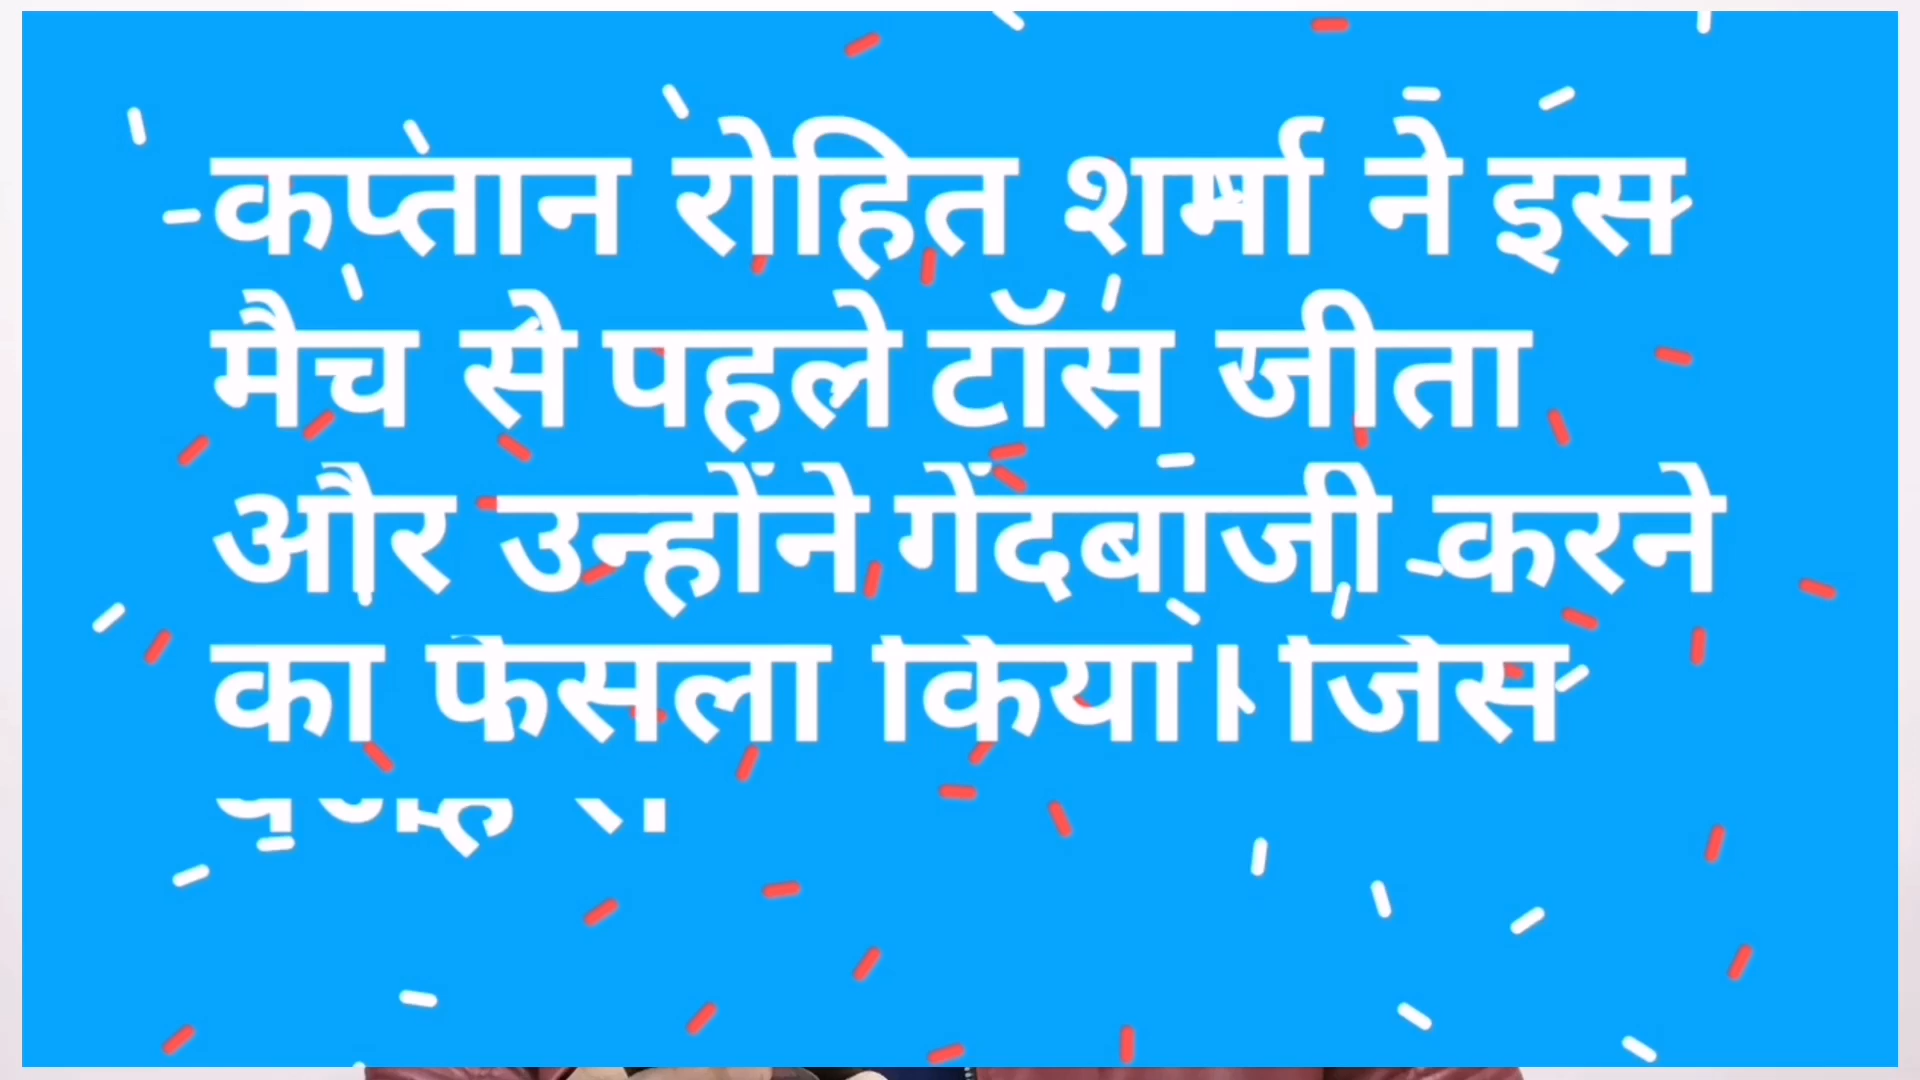 कप्तान रोहित शर्मा ने इस
मैच से पहले टॉस जीता
और उन्होंने गेंदबाजी करने
का फैसला किया। जिस